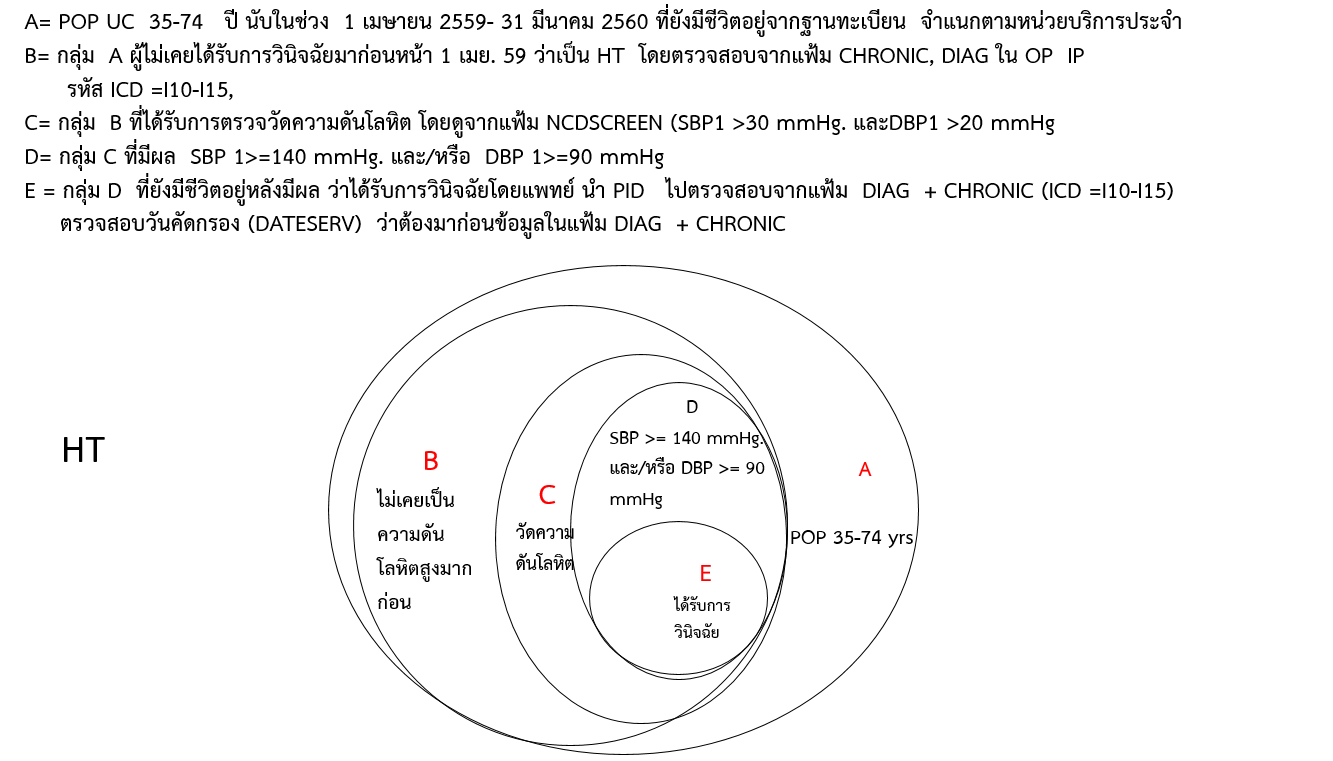 A= POP UC 35-74 ปี นับในช่วง 1 เมษายน 2559- 31 มีนาคม 2560 ที่ยังมีชีวิตอยู่จากฐานทะเบียน จำแนกตามหน่วยบริการประจำ
B= กลุ่ม A ผู้ไม่เคยได้รับการวินิจฉัยมาก่อนหน้า 1 เมย. 59 ว่าเป็น HT โดยตรวจสอบจากแฟ้ม CHRONIC, DIAG ใน OP IP
รหัส ICD =I10-I15,
C= กลุ่ม B ที่ได้รับการตรวจวัดความดันโลหิต โดยดูจากแฟ้ม NCDSCREEN (SBP1 >30 mmHg. และDBP1 >20 mmHg
D= กลุ่ม C ที่มีผล SBP 1>=140 mmHg. และ/หรือ DBP 1>=90 mmHg
E = กลุ่ม D ที่ยังมีชีวิตอยู่หลังมีผล ว่าได้รับการวินิจฉัยโดยแพทย์ นำ PID ไปตรวจสอบจากแฟ้ม DIAG + CHRONIC (ICD =I10-I15)
ตรวจสอบวันคัดกรอง (DATESERV) ว่าต้องมาก่อนข้อมูลในแฟ้ม DIAG + CHRONIC
HT
B
ไม่เคยเป็น
ความดัน
โลหิตสูงมาก
ก่อน
C
วัดความ
ดันโลหิต
D
SBP >= 140 mmHg.
และ/หรือ DBP >= 90
mmHg
E
ได้รับการ
วินิจฉัย
A
POP 35-74 yrs